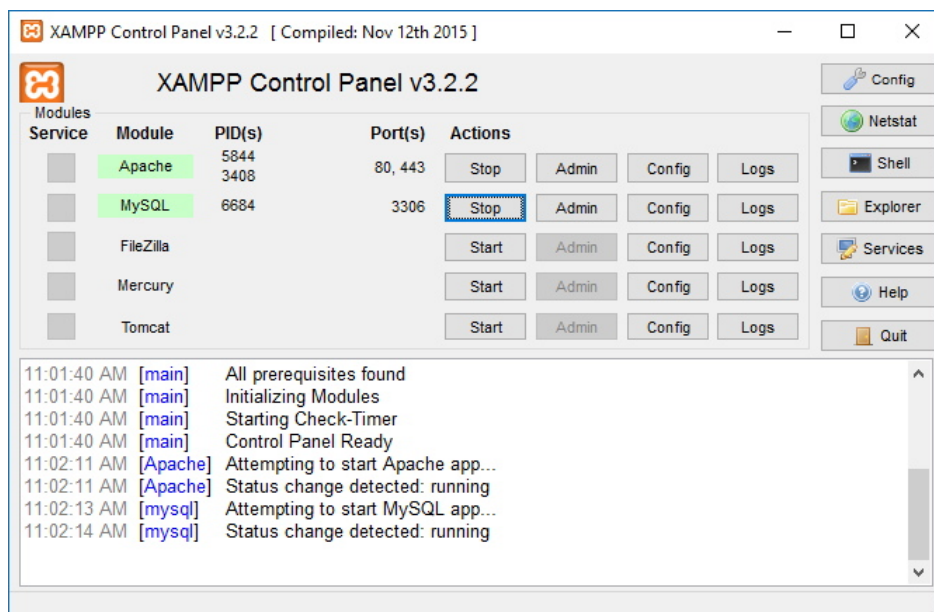 XAMPP Control Panel v3.2.2 [ Compiled: Nov 12th 2015 ]
XAMPP Control Panel v3.2.2
Config
Netstat
Shell
Explorer
Services
Help
Quit
Modules
Service Module PID(s) Port(s) Actions
Apache 5844 3408 80, 443 Stop Admin Config Logs
MySQL 6684 3306 Stop Admin Config Logs
FileZilla Start Admin Config Logs
Mercury Start Admin Config Logs
Tomcat Start Admin Config Logs
11:01:40 AM [main] All prerequisites found
11:01:40 AM [main] Initializing Modules
11:01:40 AM [main] Starting Check-Timer
11:01:40 AM [main] Control Panel Ready
11:02:11 AM [Apache] Attempting to start Apache app...
11:02:11 AM [Apache] Status change detected: running
11:02:13 AM [mysql] Attempting to start MySQL app...
11:02:14 AM [mysql] Status change detected: running